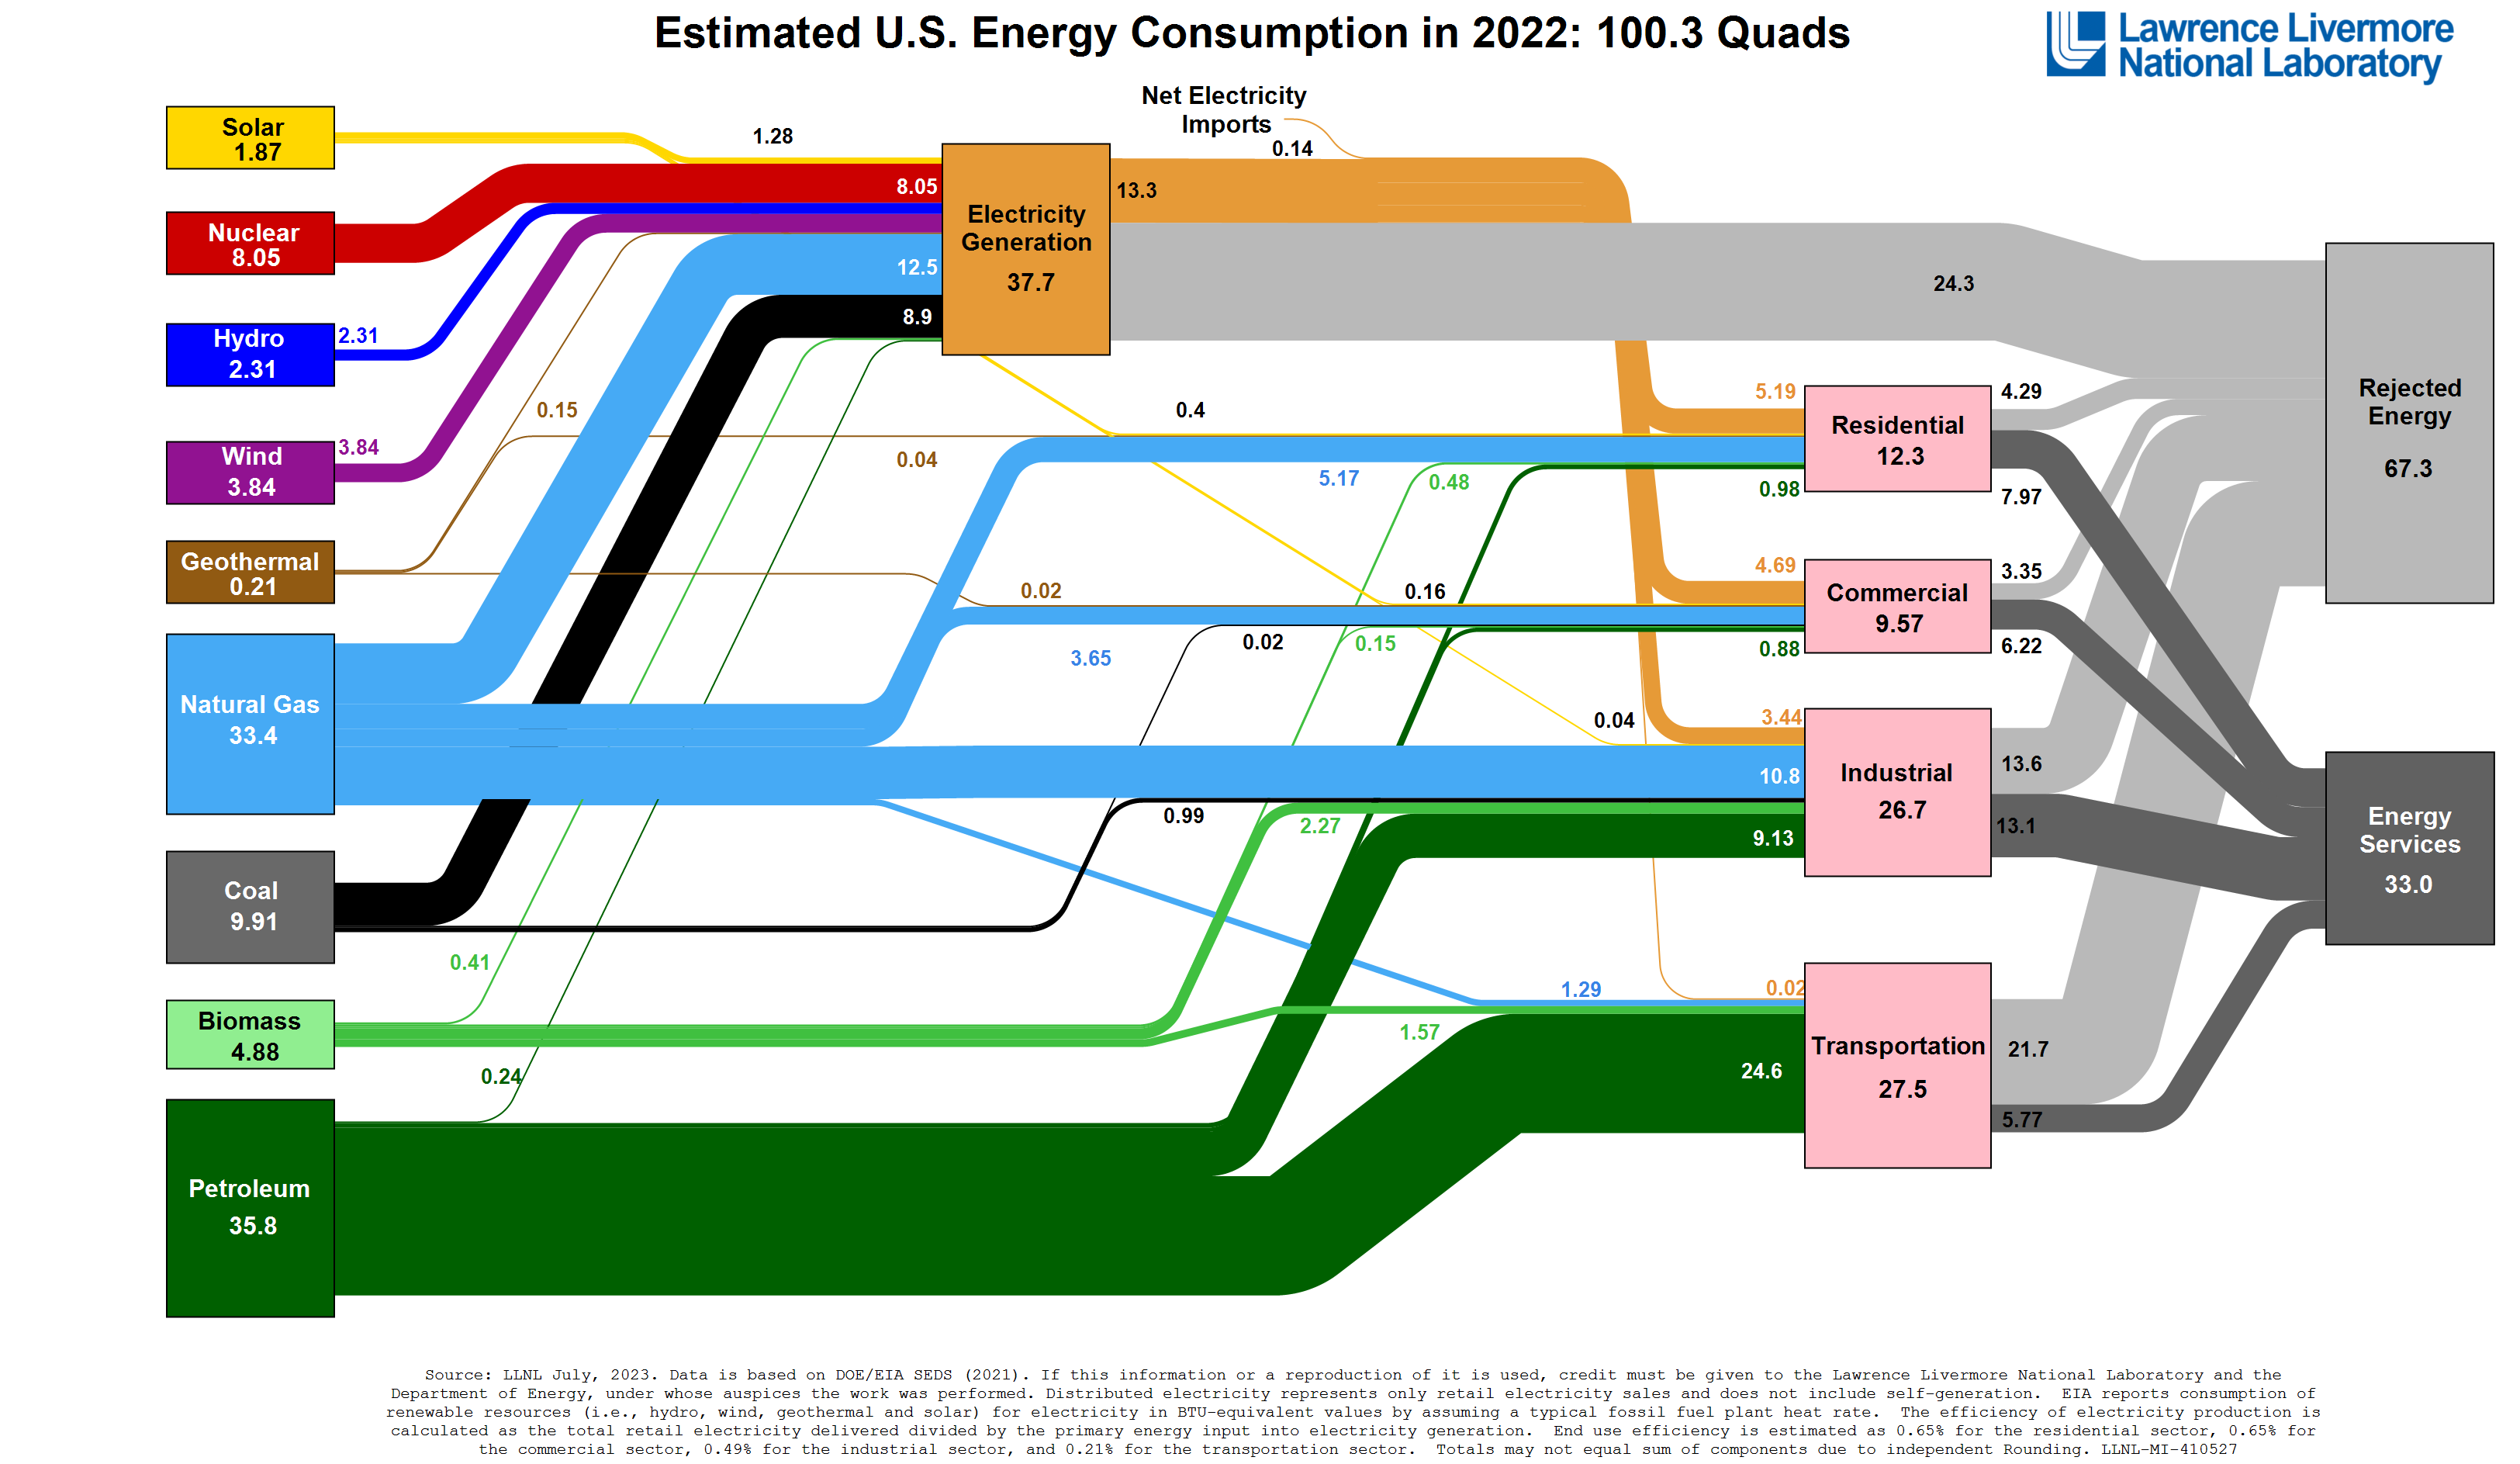 Estimated U.S. Energy Consumption in 2022: 100.3 Quads
Lawrence Livermore
National Laboratory
Net Electricity
Imports
0.14
Solar
1.87
1.28
Nuclear
8.05
8.05
Hydro
2.31
2.31
Wind
3.84
3.84
Geothermal
0.21
0.15
0.04
0.02
Natural Gas
33.4
12.5
5.17
3.65
10.8
1.29
Coal
9.91
8.9
0.02
0.99
Biomass
4.88
0.41
0.48
0.15
2.27
1.57
Petroleum
35.8
0.24
0.98
0.88
9.13
24.6
Electricity
Generation
37.7
13.3
24.3
0.4
0.16
0.04
5.19
4.69
3.44
0.02
Residential
12.3
4.29
7.97
Commercial
9.57
3.35
6.22
Industrial
26.7
13.6
13.1
Transportation
27.5
21.7
5.77
Rejected
Energy
67.3
Energy
Services
33.0
Source: LLNL July, 2023. Data is based on DOE/EIA SEDS (2021). If this information or a reproduction of it is used, credit must be given to the Lawrence Livermore National Laboratory and the
Department of Energy, under whose auspices the work was performed. Distributed electricity represents only retail electricity sales and does not include self-generation.  EIA reports consumption of
renewable resources (i.e., hydro, wind, geothermal and solar) for electricity in BTU-equivalent values by assuming a typical fossil fuel plant heat rate.  The efficiency of electricity production is
calculated as the total retail electricity delivered divided by the primary energy input into electricity generation.  End use efficiency is estimated as 0.65% for the residential sector, 0.65% for
the commercial sector, 0.49% for the industrial sector, and 0.21% for the transportation sector.  Totals may not equal sum of components due to independent Rounding. LLNL-MI-410527